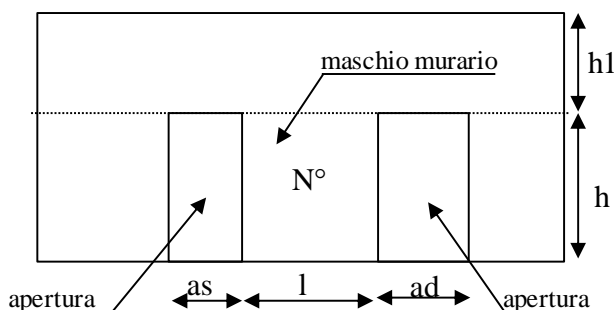 h1
maschio murario
N°
h
apertura as l ad apertura